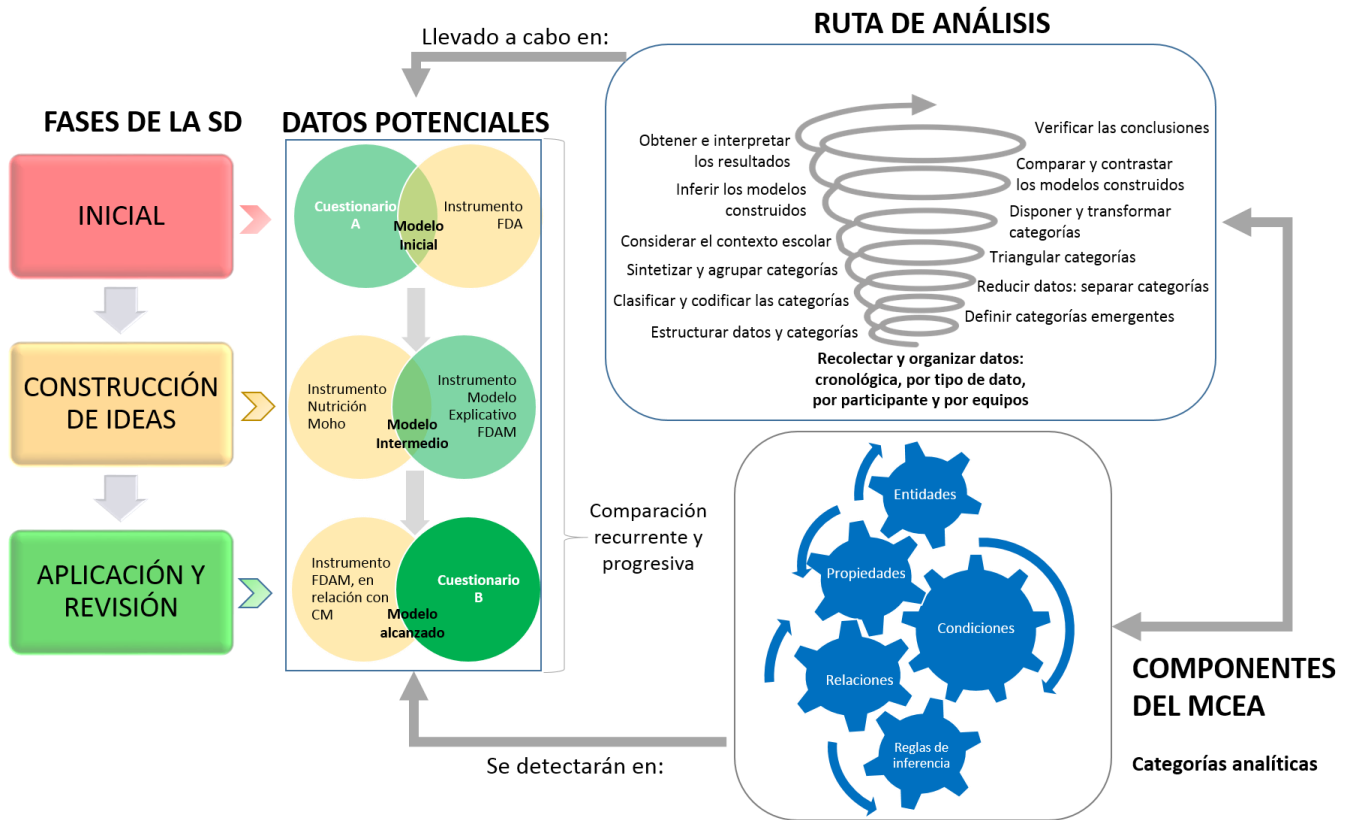 RUTA DE ANÁLISIS
Llevado a cabo en:
FASES DE LA SD
DATOS POTENCIALES
INICIAL
CONSTRUCCIÓN
DE IDEAS
APLICACIÓN Y
REVISIÓN
Cuestionario
A
Modelo
Inicial
Instrumento
FDA
Instrumento
Nutrición
Moho
Modelo
Intermedio
Instrumento
Modelo
Explicativo
FDAM
Instrumento
FDAM, en
relación con
CM
Modelo
alcanzado
Cuestionario
B
Comparación
recurrente y
progresiva
Obtener e interpretar
los resultados
Inferir los modelos
construidos
Considerar el contexto escolar
Sintetizar y agrupar categorías
Clasificar y codificar las categorías
Estructurar datos y categorías
Verificar las conclusiones
Comparar y contrastar
los modelos construidos
Disponer y transformar
categorías
Triangular categorías
Reducir datos: separar categorías
Definir categorías emergentes
Recolectar y organizar datos:
cronológica, por tipo de dato,
por participante y por equipos
Entidades
Propiedades
Condiciones
Relaciones
Reglas de
inferencia
COMPONENTES
DEL MCEA
Categorías analíticas
Se detectarán en: